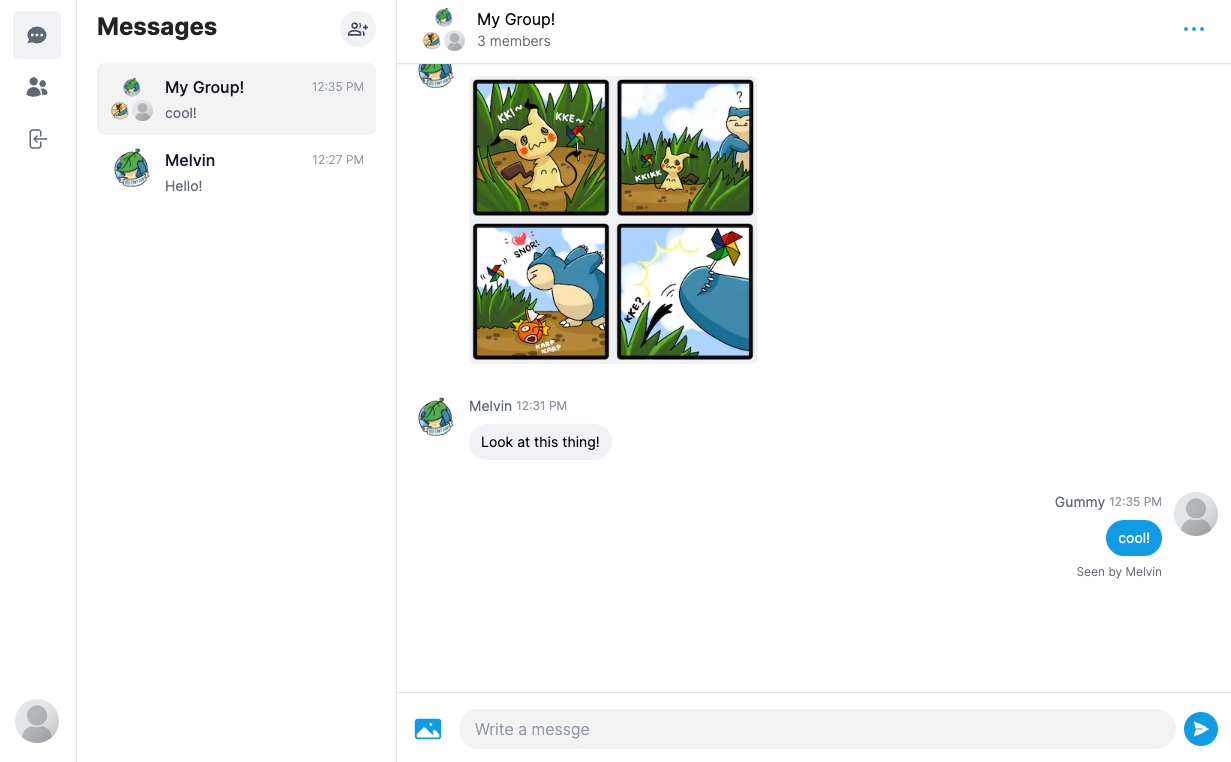 Messages
My Group!
12:35 PM
cool!
Melvin
12:27 PM
Hello!
My Group!
3 members
KKI~
KKE~
?
KKIKK
SNOR!
KARP
KARP
KKE?
Melvin 12:31 PM
Look at this thing!
Gummy 12:35 PM
cool!
Seen by Melvin
Write a messge